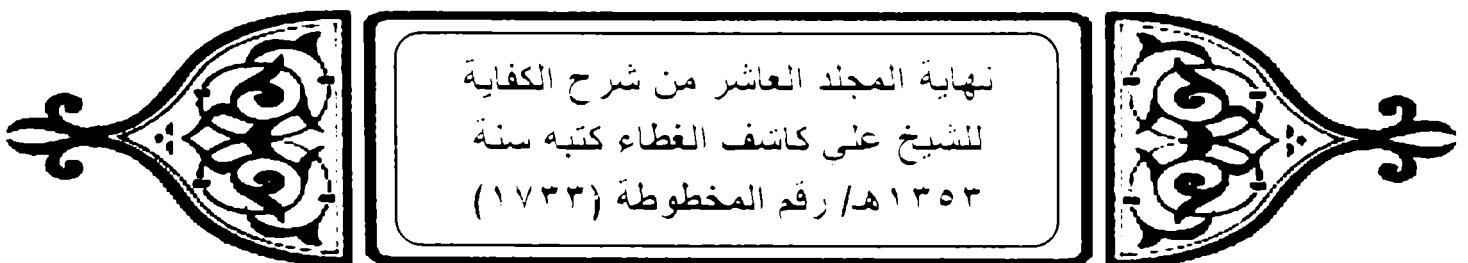 نهاية المجلد العاشر من شرح الكفاية
للشيخ علي كاشف الغطاء كتبه سنة
١٣٥٣هـ/ رقم المخطوطة (١٧٣٣)